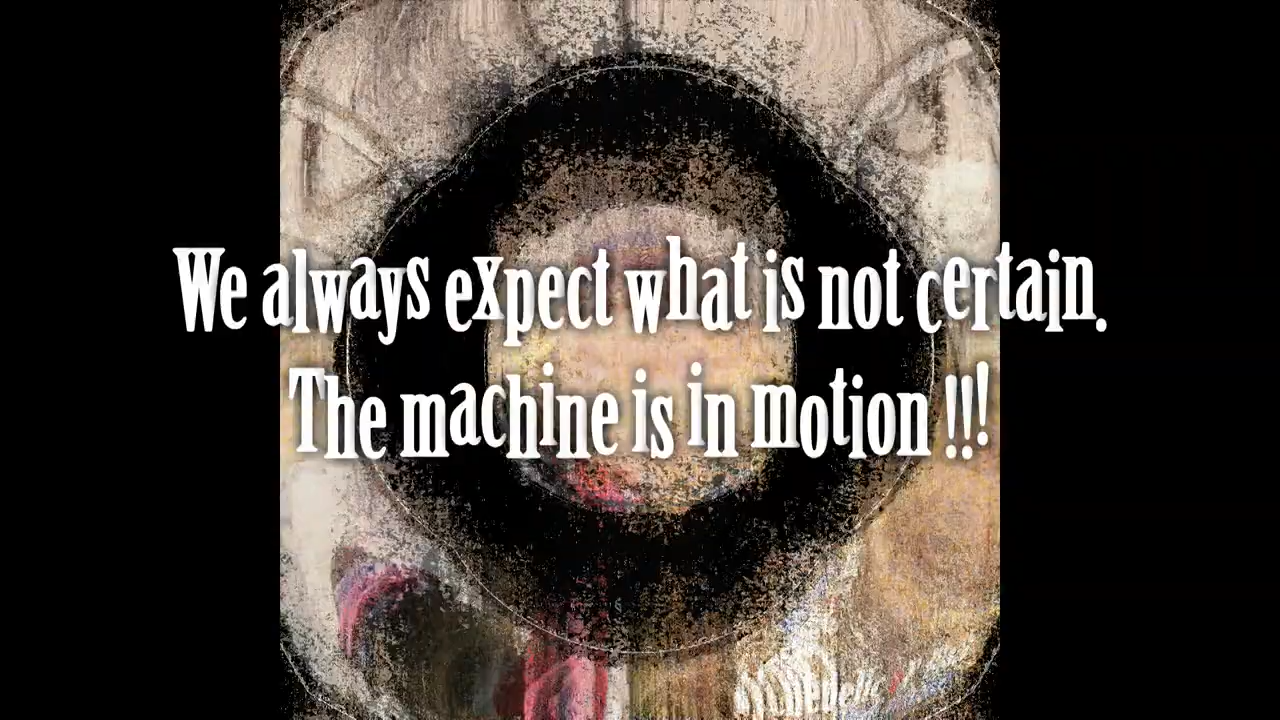 We always expect what is not certain.
The machine is in motion !!!